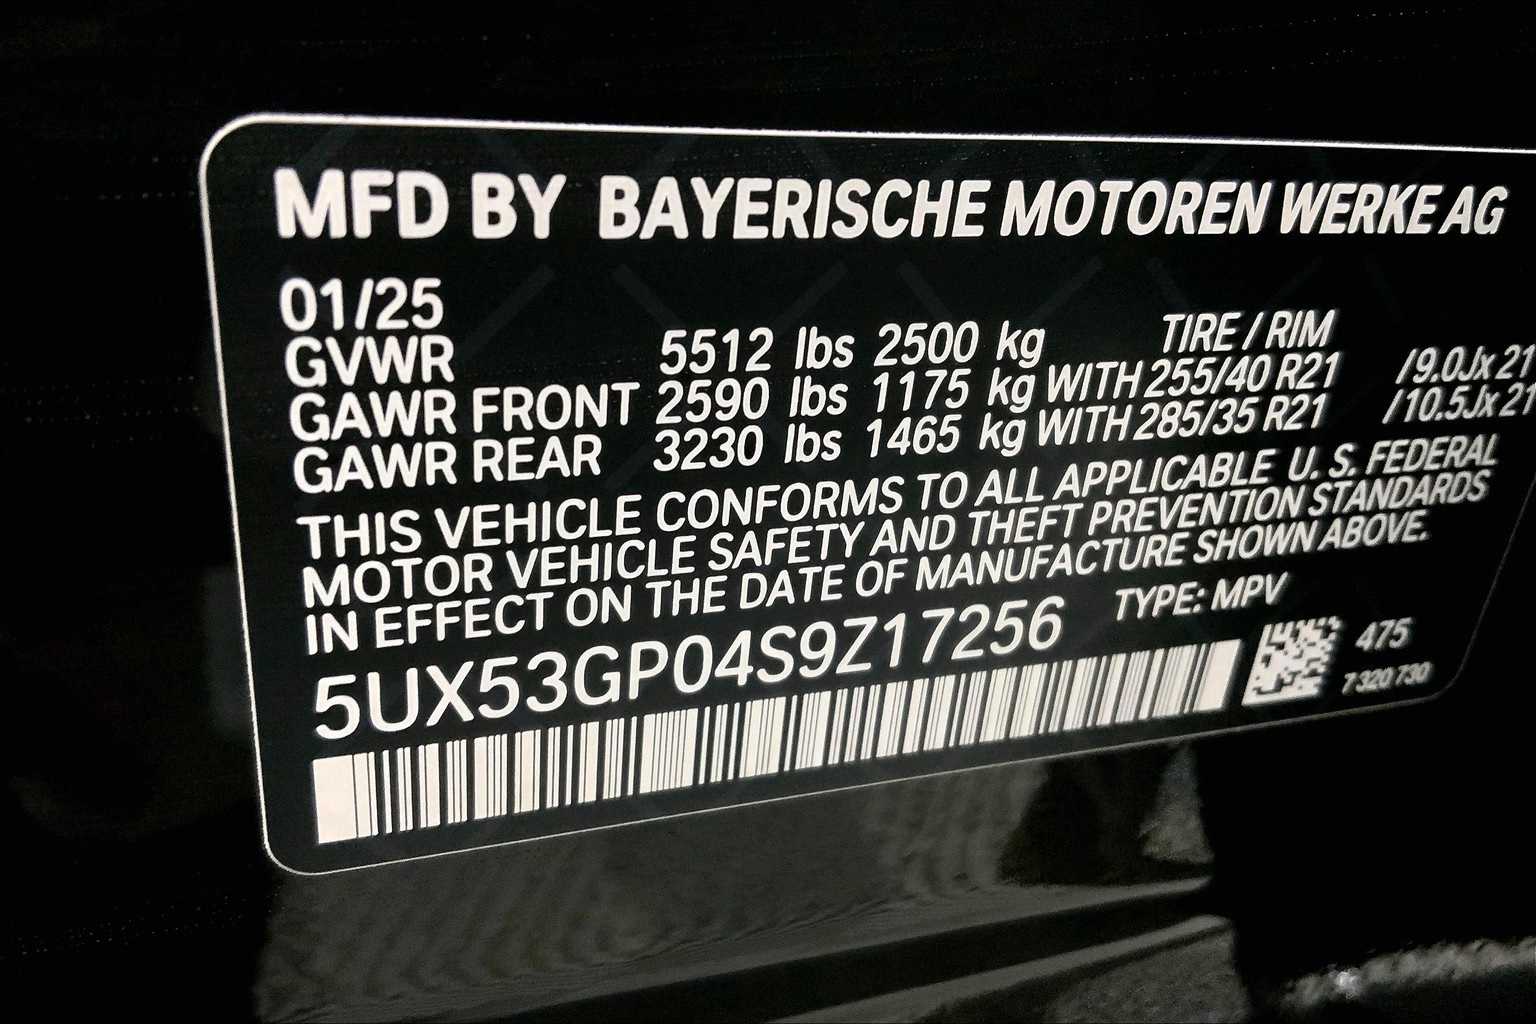 MFD BY BAYERISCHE MOTOREN WERKE AG
01/25
TIRE / RIM
GVWR 5512 lbs 2500 kg
GAWR FRONT 2590 lbs 1175 kg WITH 255/40 R21 /9.0Jx21
GAWR REAR 3230 lbs 1465 kg WITH 285/35 R21 /10.5Jx21
THIS VEHICLE CONFORMS TO ALL APPLICABLE U. S. FEDERAL
MOTOR VEHICLE SAFETY AND THEFT PREVENTION STANDARDS
IN EFFECT ON THE DATE OF MANUFACTURE SHOWN ABOVE.
5UX53GP04S9Z17256 TYPE: MPV
475
7 320 730